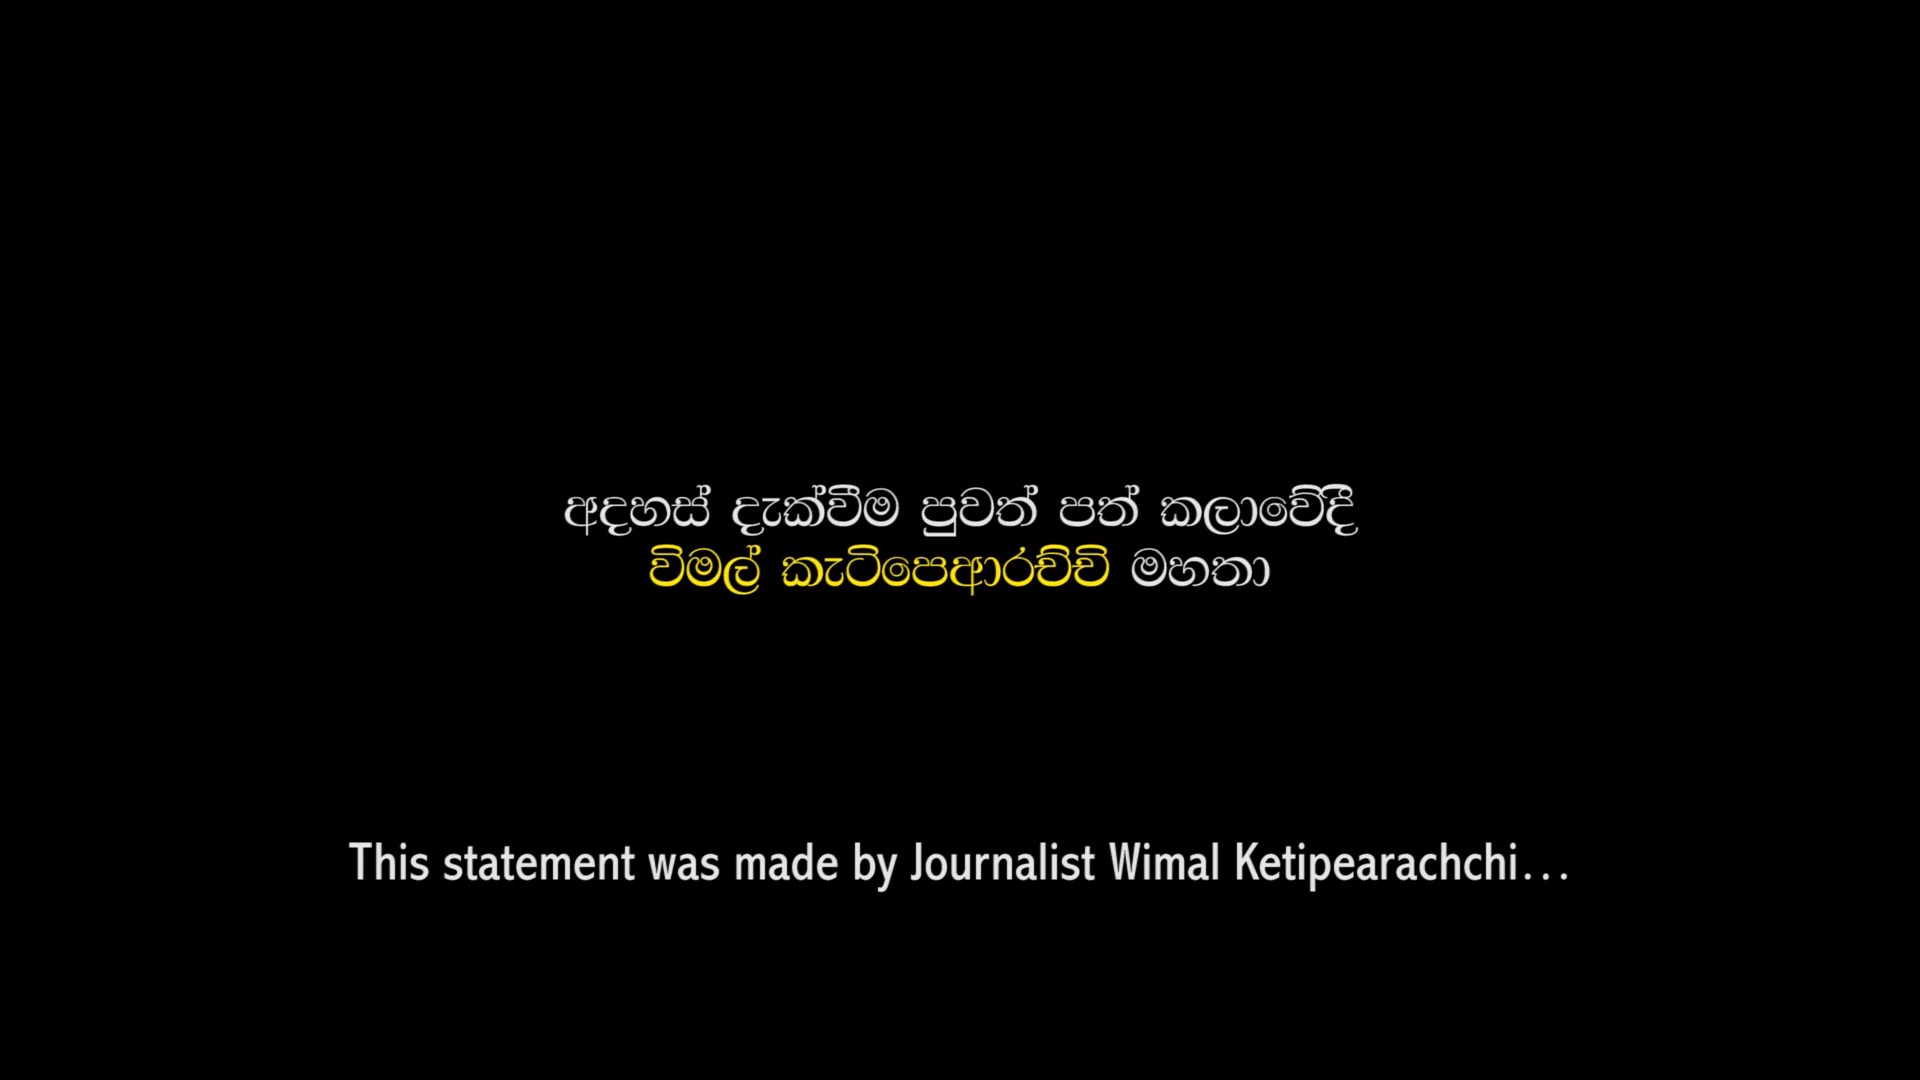 අදහස් දැක්වීම පුවත් පත් කලාවේදී
විමල් කැටිපෙආරච්චි මහතා
This statement was made by Journalist Wimal Ketipearachchi...